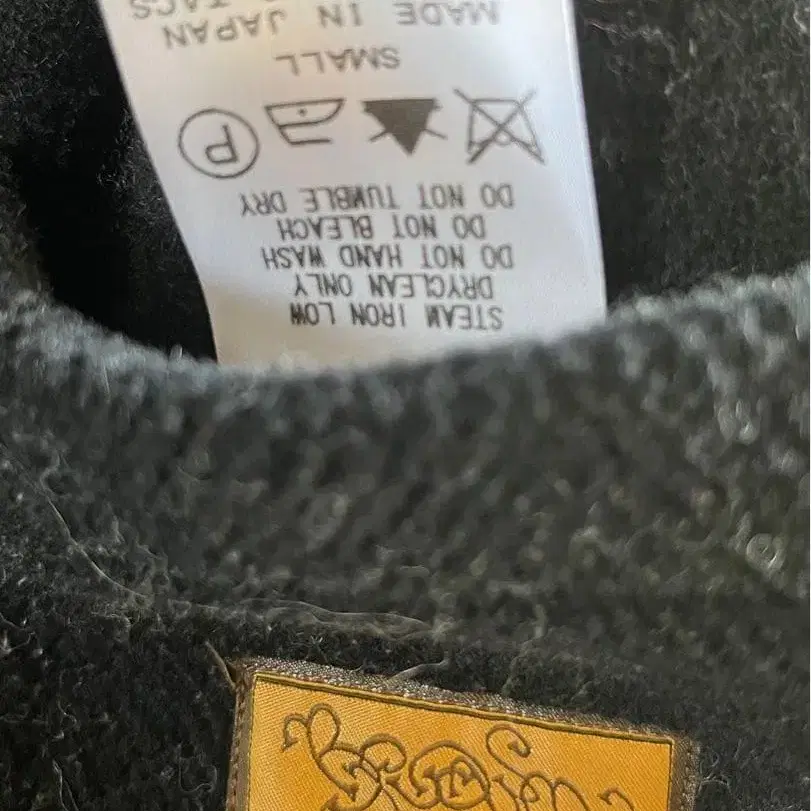 STEAM IRON LOW
DRYCLEAN ONLY
DO NOT HAND WASH
DO NOT BLEACH
DO NOT TUMBLE DRY
P
SMALL
MADE IN JAPAN